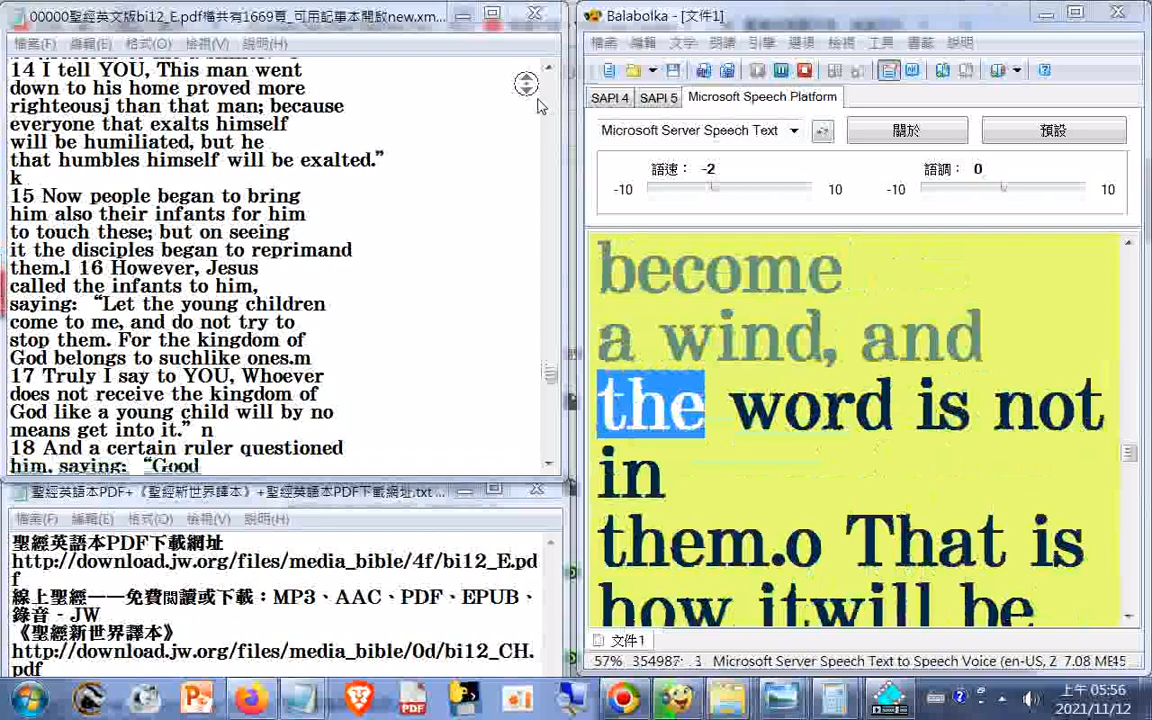 00000聖經英文版bi12_E.pdf檔共有1669頁_可用記事本開啟new.xm...
檔案(F) 編輯(E) 格式(O) 檢視(V) 說明(H)
14 I tell YOU, This man went
down to his home proved more
righteousj than that man; because
everyone that exalts himself
will be humiliated, but he
that humbles himself will be exalted.”
k
15 Now people began to bring
him also their infants for him
to touch these; but on seeing
it the disciples began to reprimand
them.l 16 However, Jesus
called the infants to him,
saying: “Let the young children
come to me, and do not try to
stop them. For the kingdom of
God belongs to suchlike ones.m
17 Truly I say to YOU, Whoever
does not receive the kingdom of
God like a young child will by no
means get into it.” n
18 And a certain ruler questioned
him, saying: “Good
聖經英語本PDF+《聖經新世界譯本》+聖經英語本PDF下載網址.txt ...
檔案(F) 編輯(E) 格式(O) 檢視(V) 說明(H)
聖經英語本PDF下載網址
http://download.jw.org/files/media_bible/4f/bi12_E.pd
f
線上聖經——免費閱讀或下載：MP3、AAC、PDF、EPUB、
錄音 - JW
《聖經新世界譯本》
http://download.jw.org/files/media_bible/0d/bi12_CH.
pdf
Balabolka - [文件1]
檔案 編輯 文字 朗讀 引擎 選項 檢視 工具 書籤 說明
SAPI 4 SAPI 5 Microsoft Speech Platform
Microsoft Server Speech Text 關於 預設
語速： -2 語調： 0
-10 10 -10 10
become
a wind, and
the word is not
in
them.o That is
how itwill be
文件1
57% 354987: 1 Microsoft Server Speech Text to Speech Voice (en-US, Z 7.08 ME45
上午 05:56
2021/11/12